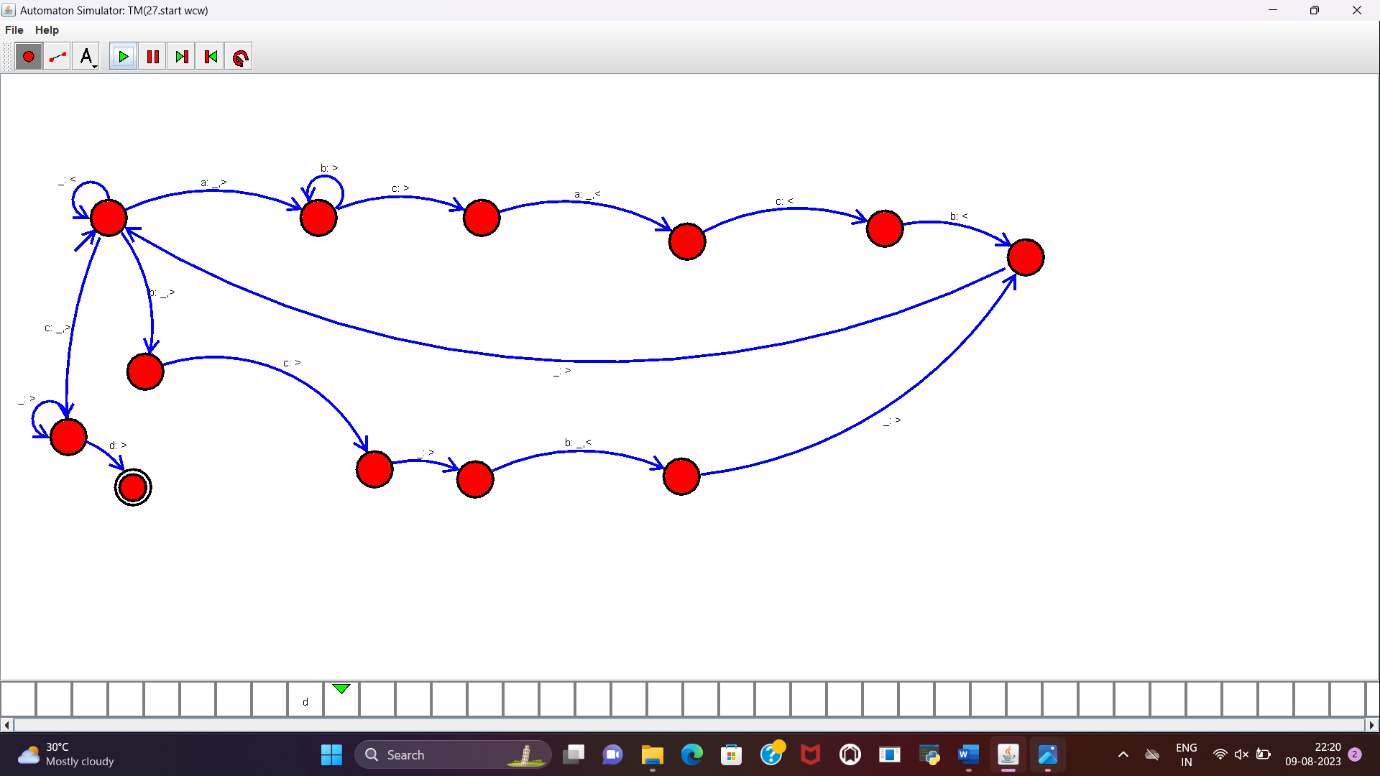 Automaton Simulator: TM(27.start wcw)
File Help
A
b: >
_: <
a: _,>
c: >
a: _,<
c: <
b: <
b: _,>
c: _,>
c: >
_: >
_: >
d: >
_: >
b: _,<
_: >
d
30°C
Mostly cloudy
Search
ENG
IN
22:20
09-08-2023
2